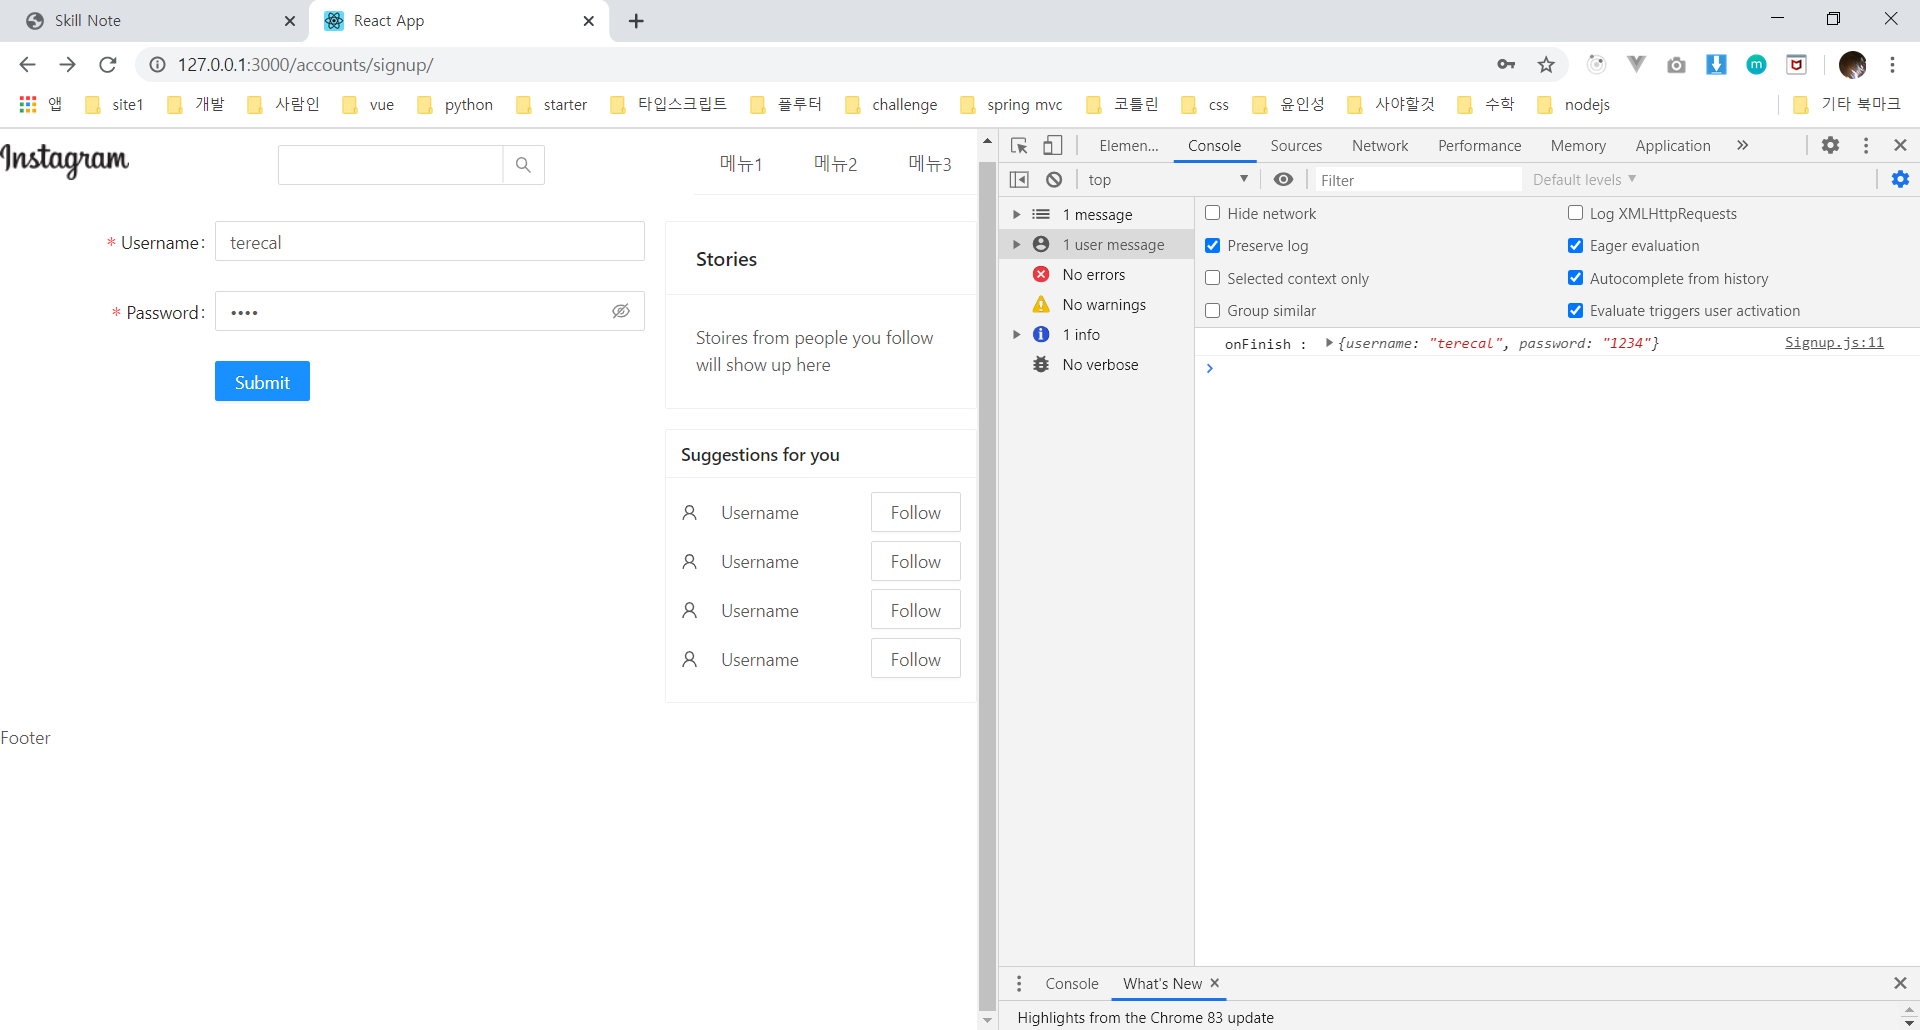 Skill Note
React App
127.0.0.1:3000/accounts/signup/
앱 site1 개발 사람인 vue python starter 타입스크립트 플루터 challenge spring mvc 코틀린 css 윤인성 사야할것 수학 nodejs 기타 북마크
Instagram
메뉴1 메뉴2 메뉴3
* Username: terecal
* Password: ••••
Submit
Stories
Stoires from people you follow
will show up here
Suggestions for you
Username Follow
Username Follow
Username Follow
Username Follow
Footer
Elemen... Console Sources Network Performance Memory Application »
top Filter Default levels
1 message
1 user message
No errors
No warnings
1 info
No verbose
Hide network Log XMLHttpRequests
Preserve log Eager evaluation
Selected context only Autocomplete from history
Group similar Evaluate triggers user activation
onFinish : {username: "terecal", password: "1234"} Signup.js:11
Console What's New
Highlights from the Chrome 83 update